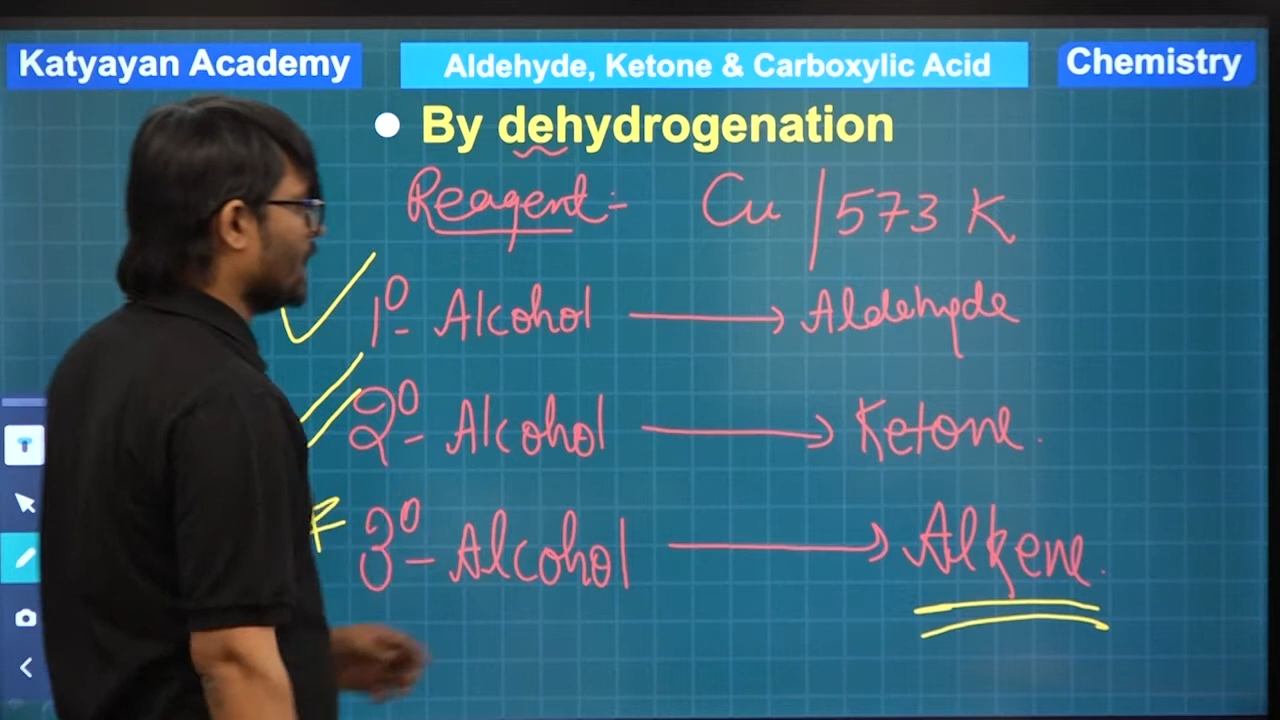 Katyayan Academy
Aldehyde, Ketone & Carboxylic Acid
Chemistry
By dehydrogenation
Reagent:- Cu / 573 K
1°- Alcohol → Aldehyde
2°- Alcohol → Ketone.
3°- Alcohol → Alkene.